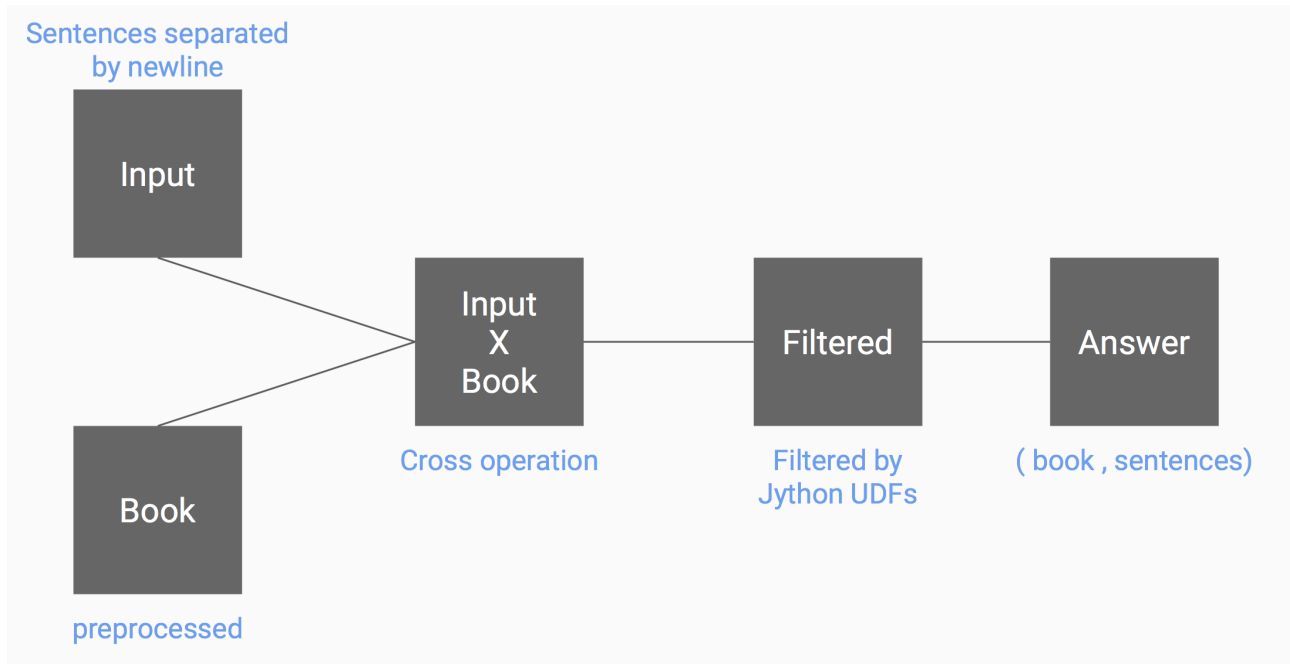 Sentences separated
by newline
Input
Book
preprocessed
Input
X
Book
Cross operation
Filtered
Filtered by
Jython UDFs
Answer
( book , sentences)